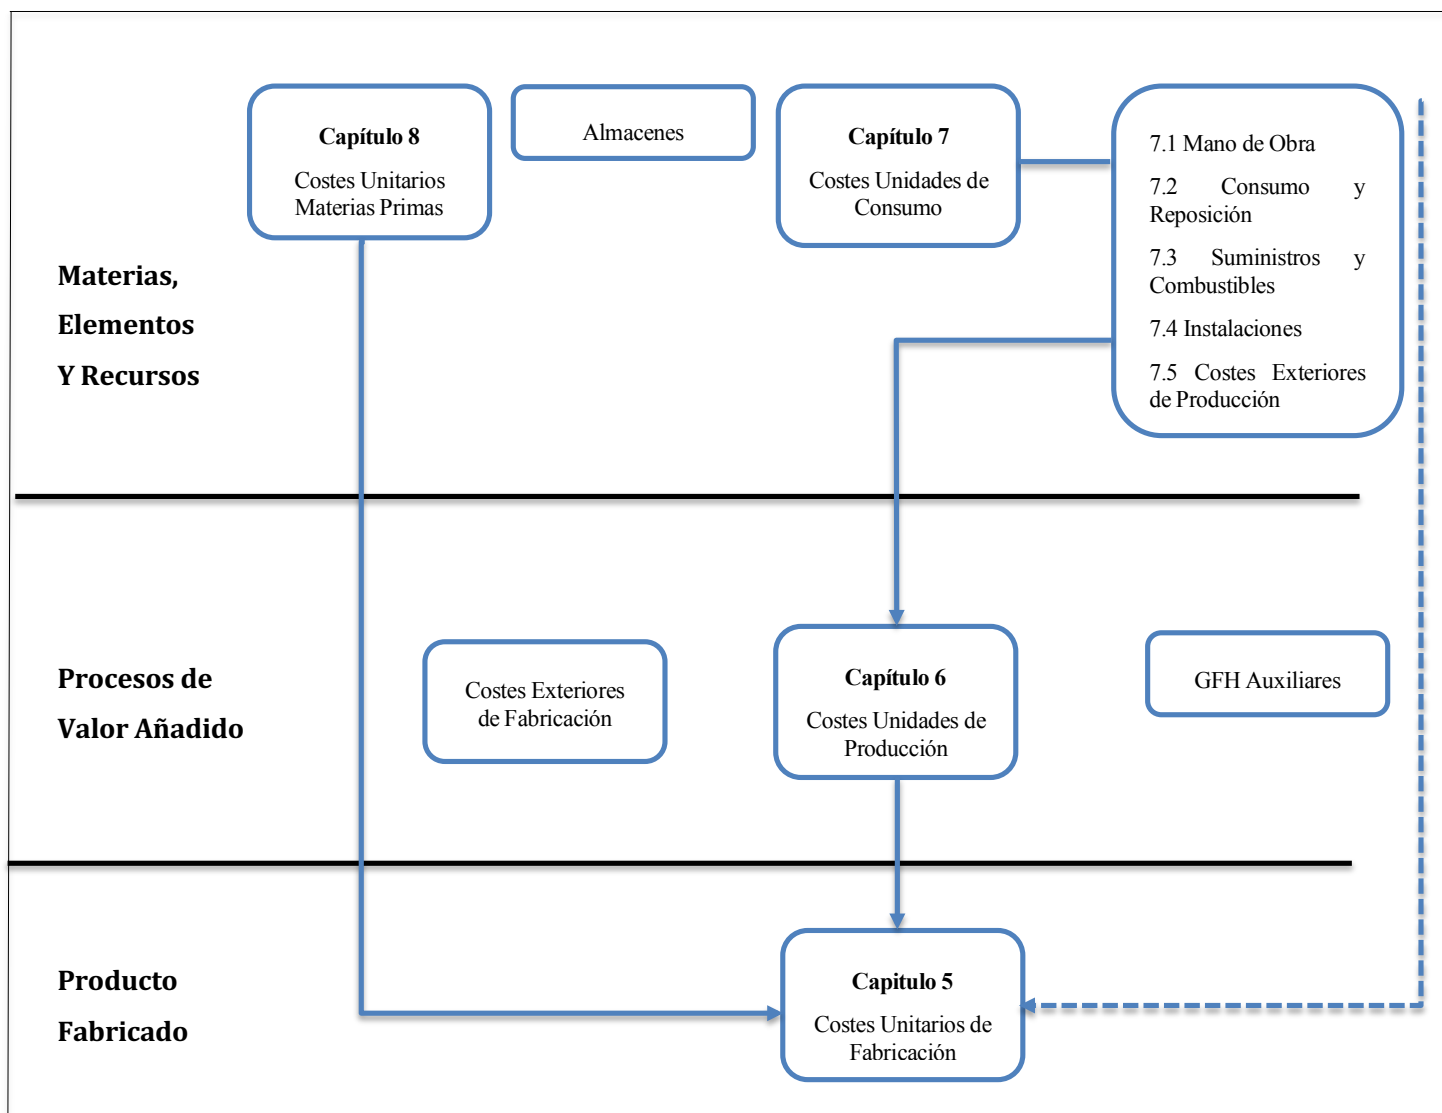 Capítulo 8
Costes Unitarios
Materias Primas
Almacenes
Capítulo 7
Costes Unidades de
Consumo
7.1 Mano de Obra
7.2 Consumo y
Reposición
7.3 Suministros y
Combustibles
7.4 Instalaciones
7.5 Costes Exteriores
de Producción
Materias,
Elementos
Y Recursos
Procesos de
Valor Añadido
Costes Exteriores
de Fabricación
Capítulo 6
Costes Unidades de
Producción
GFH Auxiliares
Producto
Fabricado
Capitulo 5
Costes Unitarios de
Fabricación